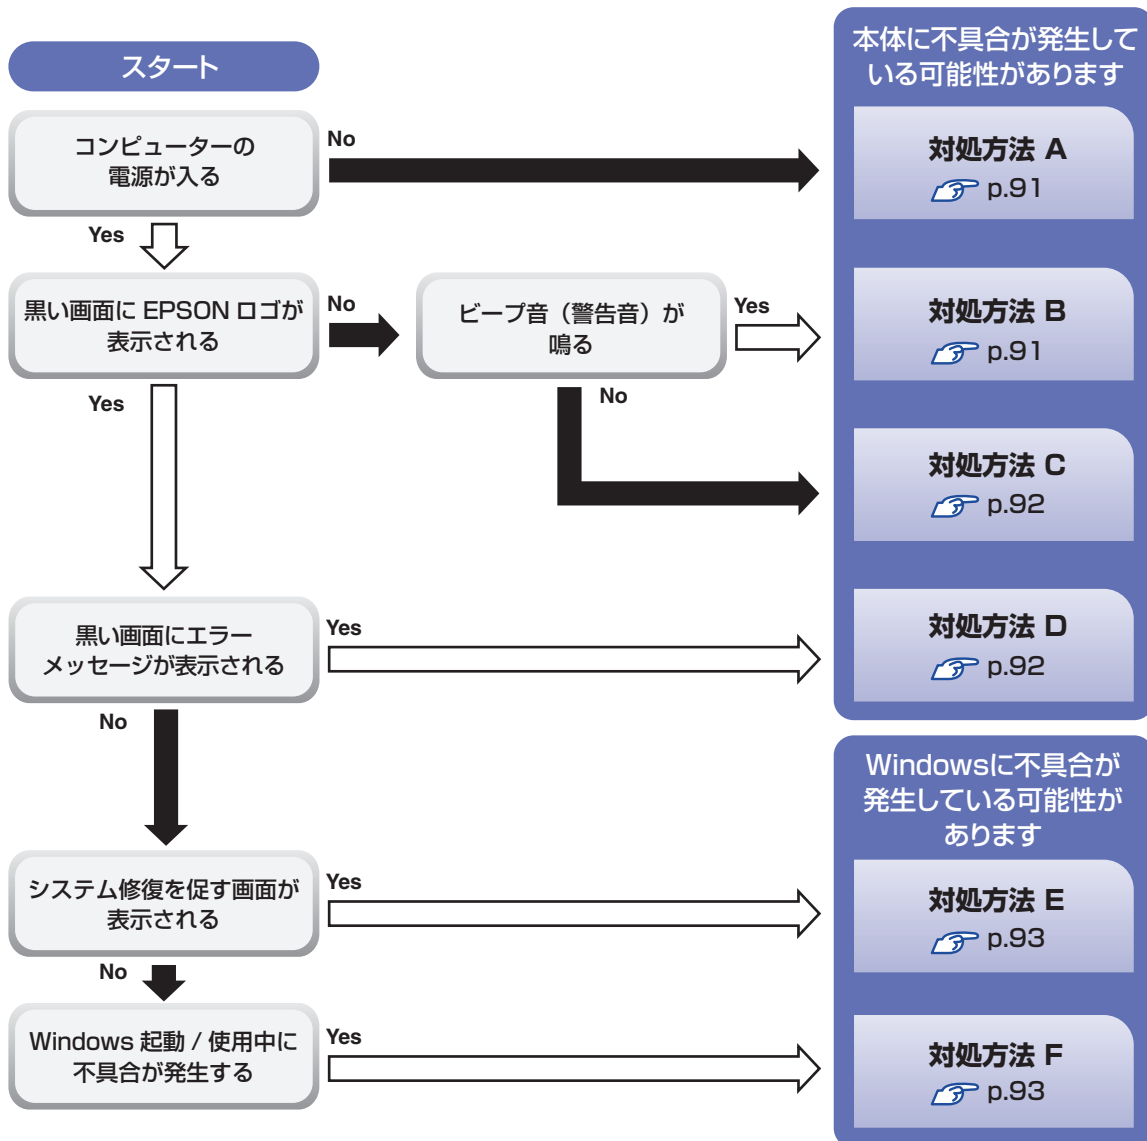 スタート
コンピューターの
電源が入る
No
Yes
黒い画面に EPSON ロゴが
表示される
No
ビープ音（警告音）が
鳴る
Yes
No
Yes
黒い画面にエラー
メッセージが表示される
Yes
No
システム修復を促す画面が
表示される
Yes
No
Windows 起動 / 使用中に
不具合が発生する
Yes
本体に不具合が発生して
いる可能性があります
対処方法 A
p.91
対処方法 B
p.91
対処方法 C
p.92
対処方法 D
p.92
Windowsに不具合が
発生している可能性が
あります
対処方法 E
p.93
対処方法 F
p.93